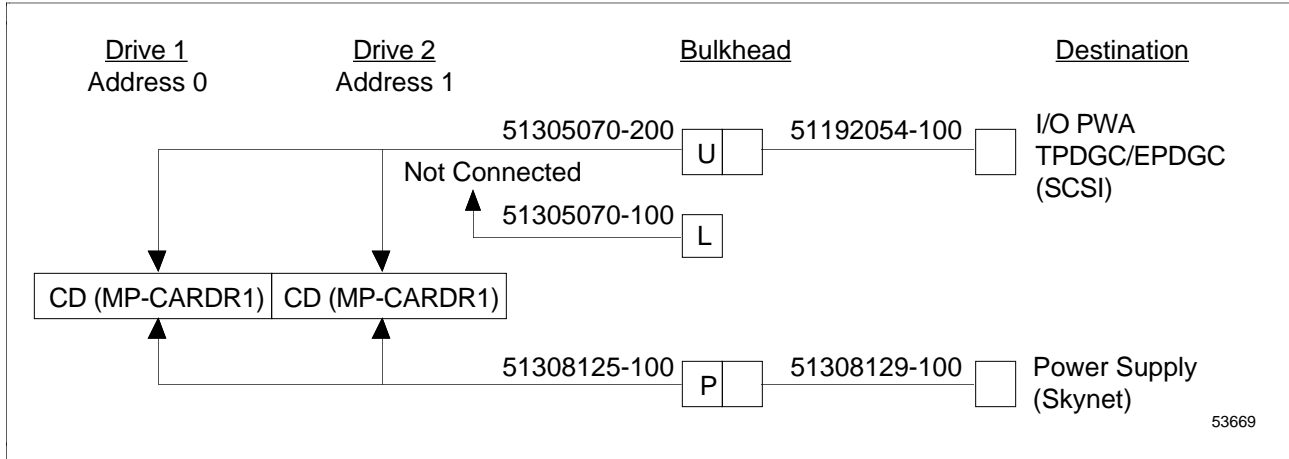 Drive 1 Drive 2 Bulkhead Destination
Address 0 Address 1
51305070-200 U 51192054-100 I/O PWA
TPDGC/EPDGC
(SCSI)
Not Connected
51305070-100 L
CD (MP-CARDR1) CD (MP-CARDR1)
51308125-100 P 51308129-100 Power Supply
(Skynet)
53669